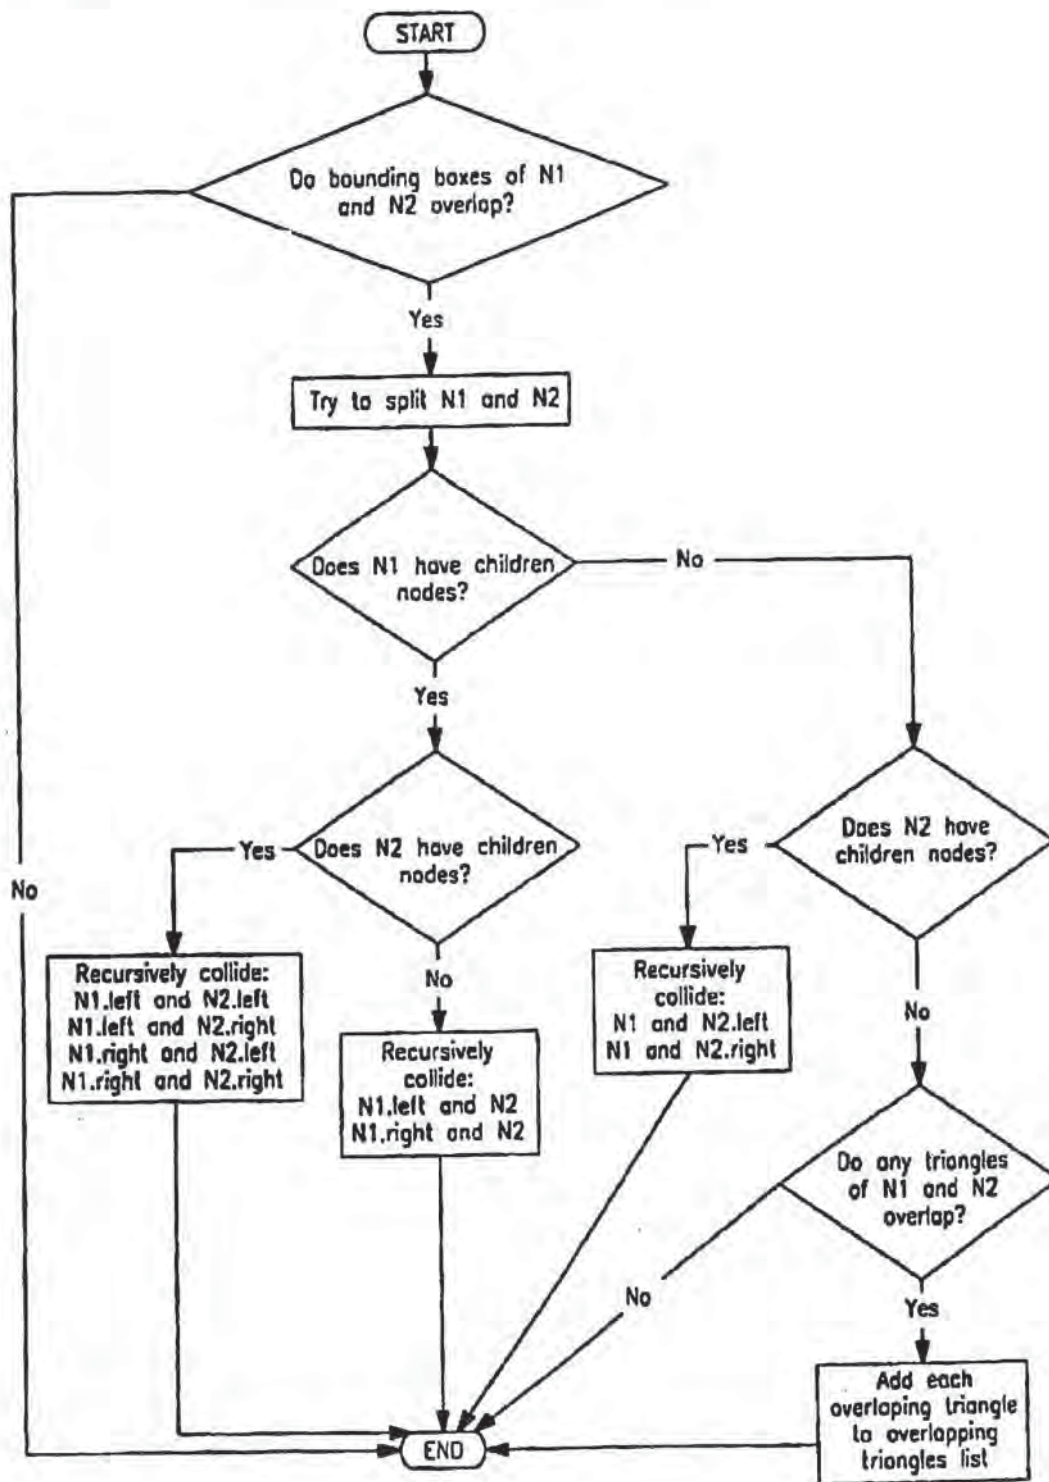 START
Do bounding boxes of N1
and N2 overlap?
Yes
Try to split N1 and N2
Does N1 have children
nodes?
No
Yes
Does N2 have children
nodes?
Yes
Does N2 have
children nodes?
Yes
No
Recursively collide:
N1.left and N2.left
N1.left and N2.right
N1.right and N2.left
N1.right and N2.right
No
Recursively
collide:
N1.left and N2
N1.right and N2
Recursively
collide:
N1 and N2.left
N1 and N2.right
No
Do any triangles
of N1 and N2
overlap?
No
Yes
Add each
overlaping triangle
to overlapping
triangles list
END